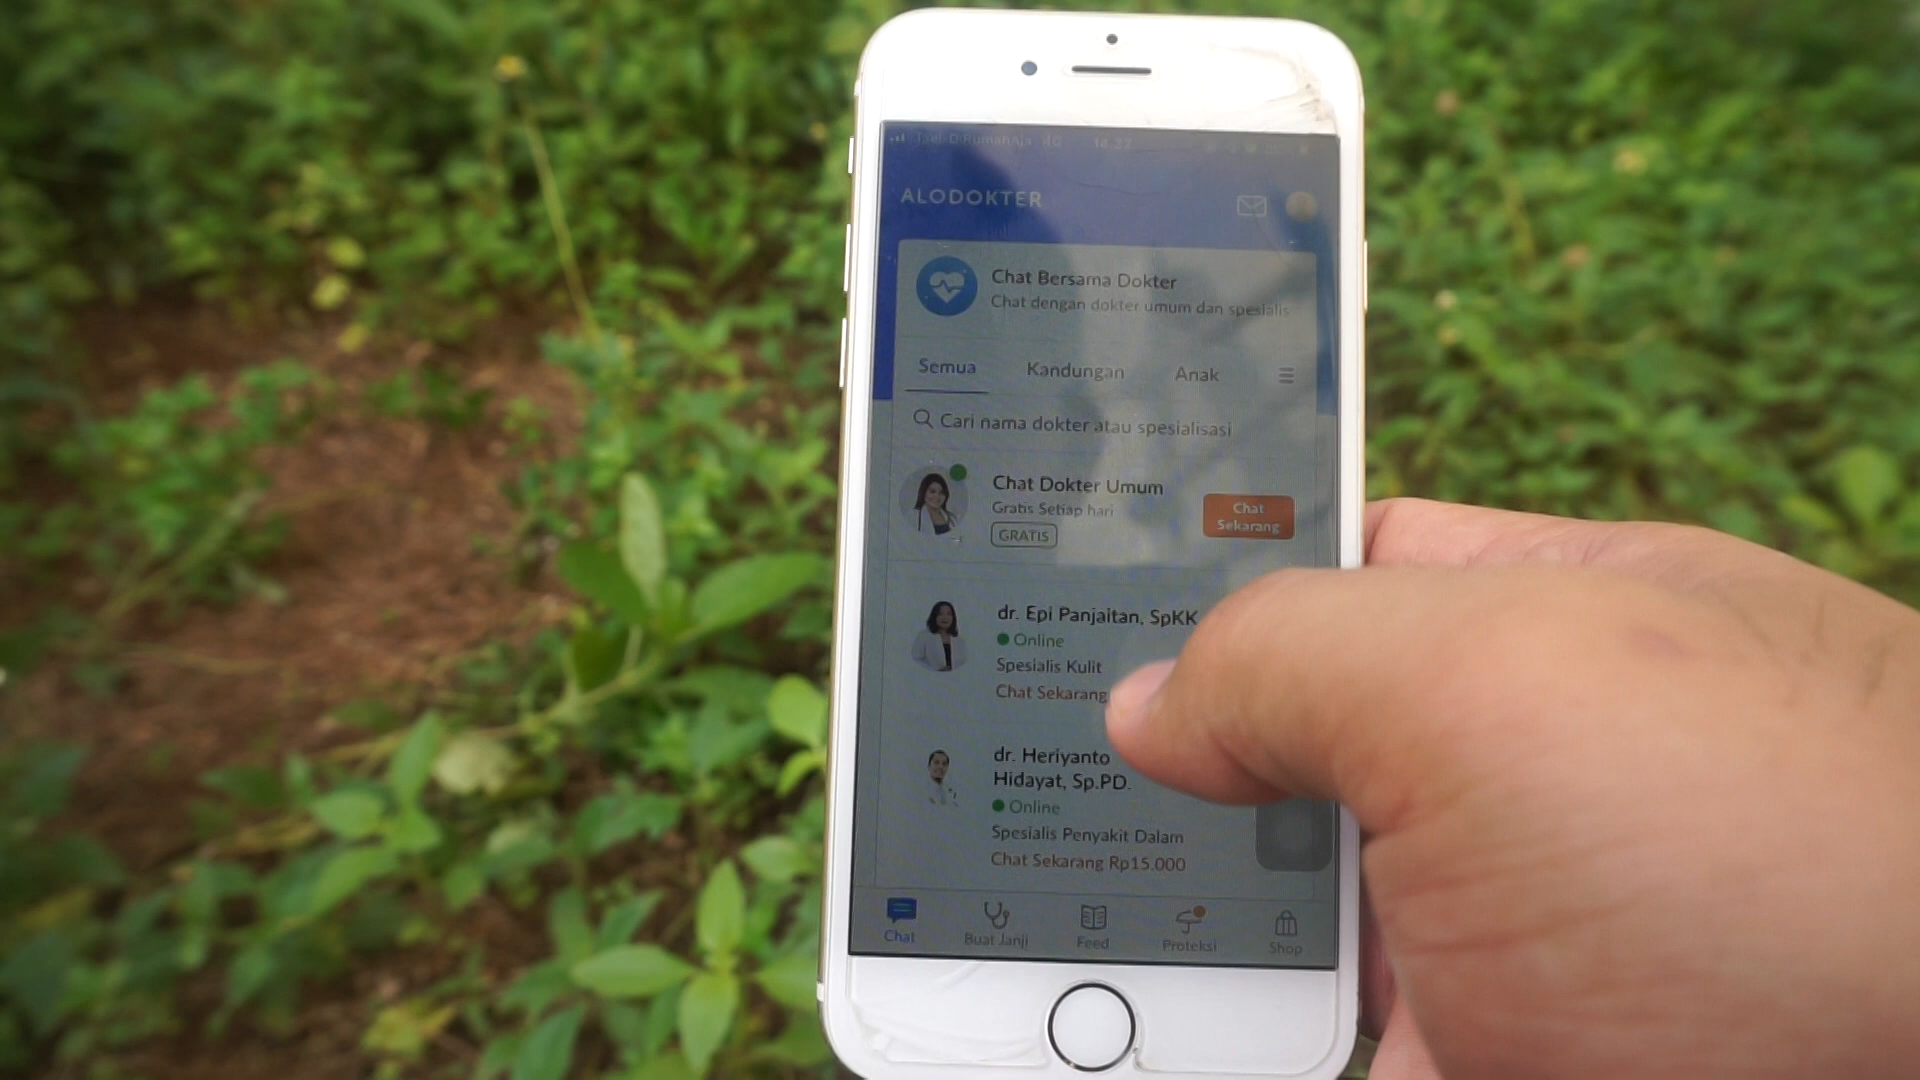 14.22
ALODOKTER
Chat Bersama Dokter
Chat dengan dokter umum dan spesialis
Semua Kandungan Anak
Cari nama dokter atau spesialisasi
Chat Dokter Umum
Gratis Setiap hari
GRATIS
Chat
Sekarang
dr. Epi Panjaitan, SpKK
Online
Spesialis Kulit
Chat Sekarang
dr. Heriyanto
Hidayat, Sp.PD.
Online
Spesialis Penyakit Dalam
Chat Sekarang Rp15.000
Chat Buat Janji Feed Proteksi Shop